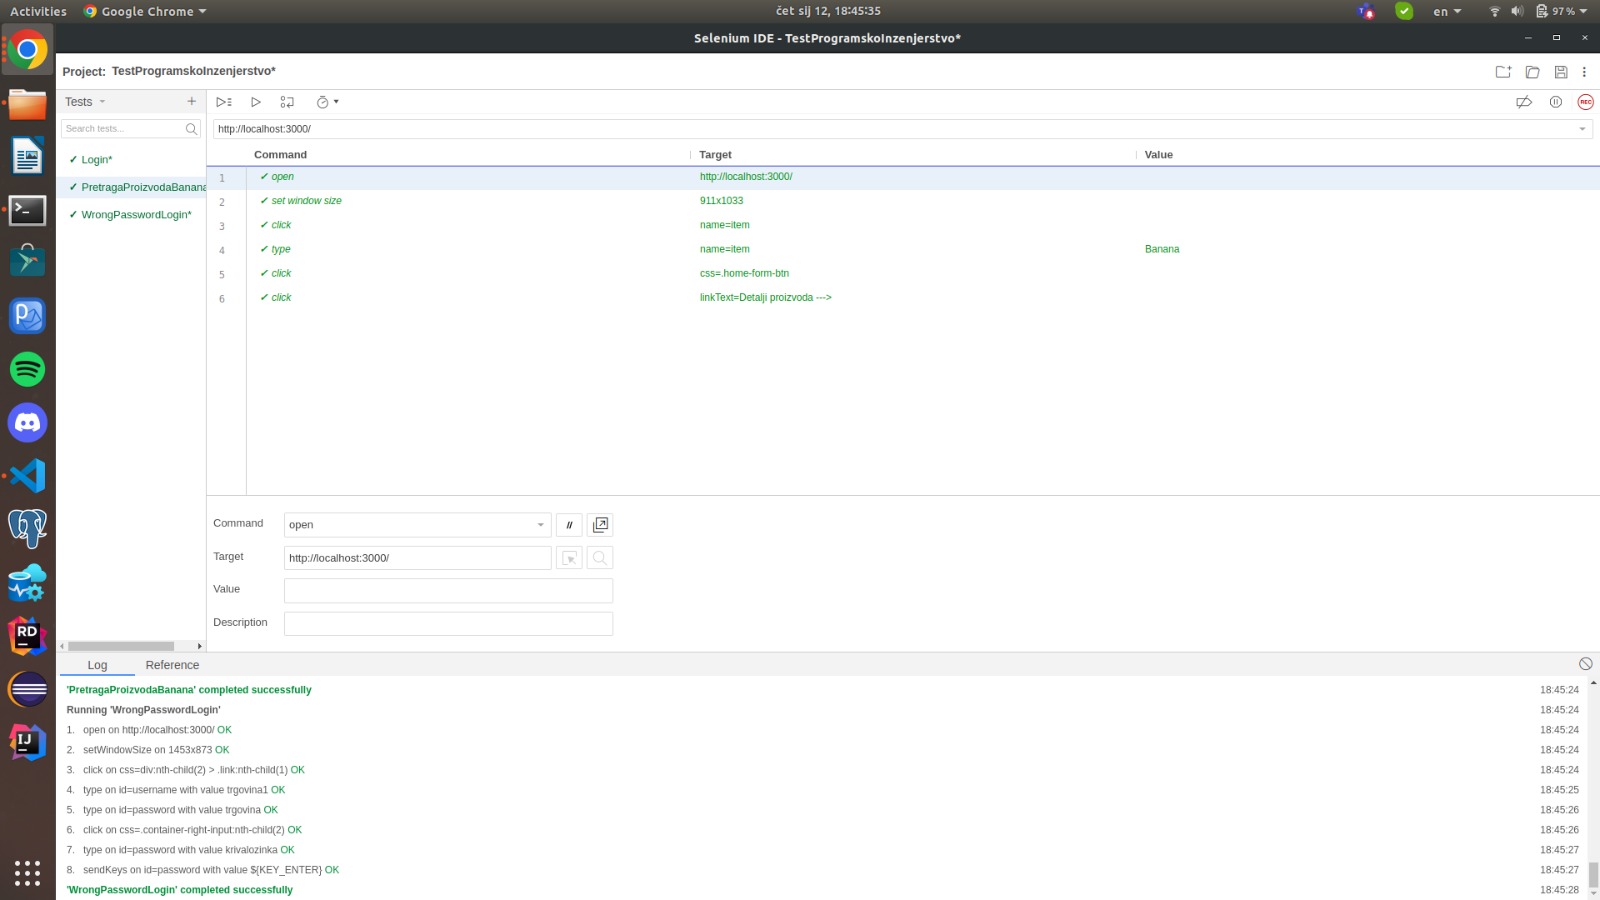 Activities
Google Chrome
čet sij 12, 18:45:35
en
97 %
Selenium IDE - TestProgramskoInzenjerstvo*
Project: TestProgramskoInzenjerstvo*
Tests
+
REC
Search tests...
http://localhost:3000/
Command Target Value
✓ Login*
✓ PretragaProizvodaBanana
✓ WrongPasswordLogin*
1 ✓ open http://localhost:3000/
2 ✓ set window size 911x1033
3 ✓ click name=item
4 ✓ type name=item Banana
5 ✓ click css=.home-form-btn
6 ✓ click linkText=Detalji proizvoda --->
Command open //
Target http://localhost:3000/
Value
Description
Log Reference
'PretragaProizvodaBanana' completed successfully 18:45:24
Running 'WrongPasswordLogin' 18:45:24
1. open on http://localhost:3000/ OK 18:45:24
2. setWindowSize on 1453x873 OK 18:45:24
3. click on css=div:nth-child(2) > .link:nth-child(1) OK 18:45:24
4. type on id=username with value trgovina1 OK 18:45:25
5. type on id=password with value trgovina OK 18:45:26
6. click on css=.container-right-input:nth-child(2) OK 18:45:26
7. type on id=password with value krivalozinka OK 18:45:27
8. sendKeys on id=password with value ${KEY_ENTER} OK 18:45:27
'WrongPasswordLogin' completed successfully 18:45:28
RD
IJ